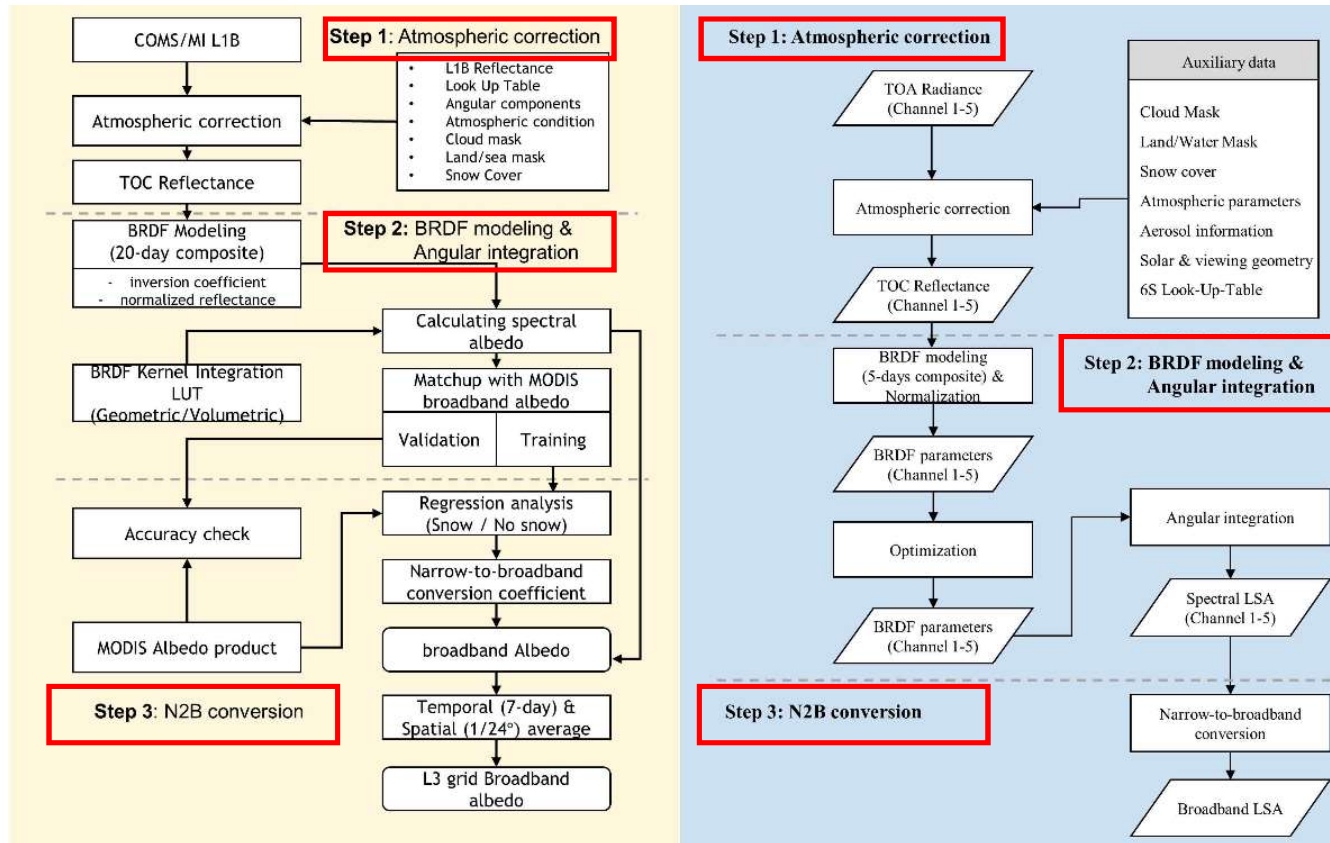 COMS/MI L1B
Step 1: Atmospheric correction
• L1B Reflectance
• Look Up Table
• Angular components
• Atmospheric condition
• Cloud mask
• Land/sea mask
• Snow Cover
Atmospheric correction
TOC Reflectance
BRDF Modeling
(20-day composite)
- inversion coefficient
- normalized reflectance
Step 2: BRDF modeling &
Angular integration
Calculating spectral
albedo
BRDF Kernel Integration
LUT
(Geometric/Volumetric)
Matchup with MODIS
broadband albedo
Validation
Training
Regression analysis
(Snow / No snow)
Accuracy check
Narrow-to-broadband
conversion coefficient
MODIS Albedo product
broadband Albedo
Step 3: N2B conversion
Temporal (7-day) &
Spatial (1/24°) average
L3 grid Broadband
albedo
Step 1: Atmospheric correction
TOA Radiance
(Channel 1-5)
Auxiliary data
Cloud Mask
Land/Water Mask
Snow cover
Atmospheric parameters
Aerosol information
Solar & viewing geometry
6S Look-Up-Table
Atmospheric correction
TOC Reflectance
(Channel 1-5)
Step 2: BRDF modeling &
Angular integration
BRDF modeling
(5-days composite) &
Normalization
BRDF parameters
(Channel 1-5)
Optimization
BRDF parameters
(Channel 1-5)
Angular integration
Spectral LSA
(Channel 1-5)
Step 3: N2B conversion
Narrow-to-broadband
conversion
Broadband LSA